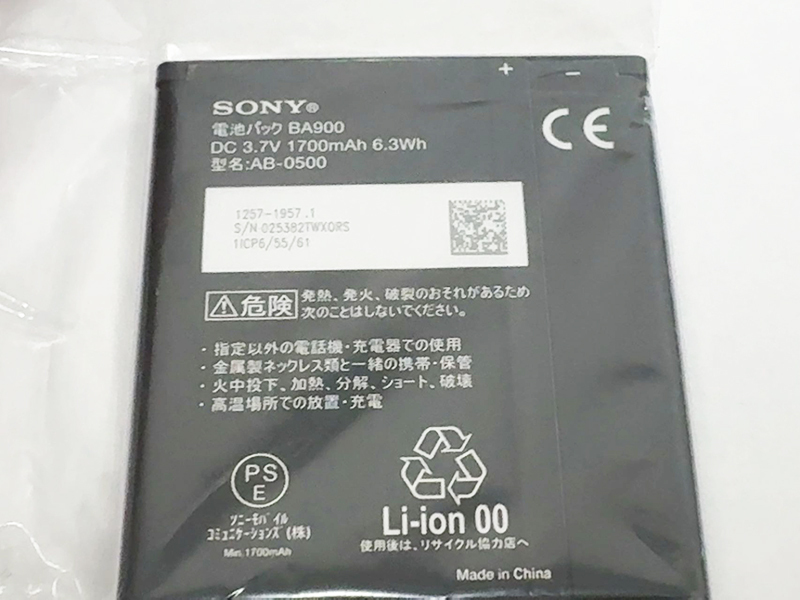 + −
SONY®
電池パック BA900
DC 3.7V 1700mAh 6.3Wh
型名:AB-0500
CE
1257-1957.1
S/N 025382TWXORS
1ICP6/55/61
危険 発熱、発火、破裂のおそれがあるため
次のことはしないでください。
・指定以外の電話機・充電器での使用
・金属製ネックレス類と一緒の携帯・保管
・火中投下、加熱、分解、ショート、破壊
・高温場所での放置・充電
PS
E
ソニーモバイル
コミュニケーションズ(株)
Min.1700mAh
Li-ion 00
使用後は、リサイクル協力店へ
Made in China